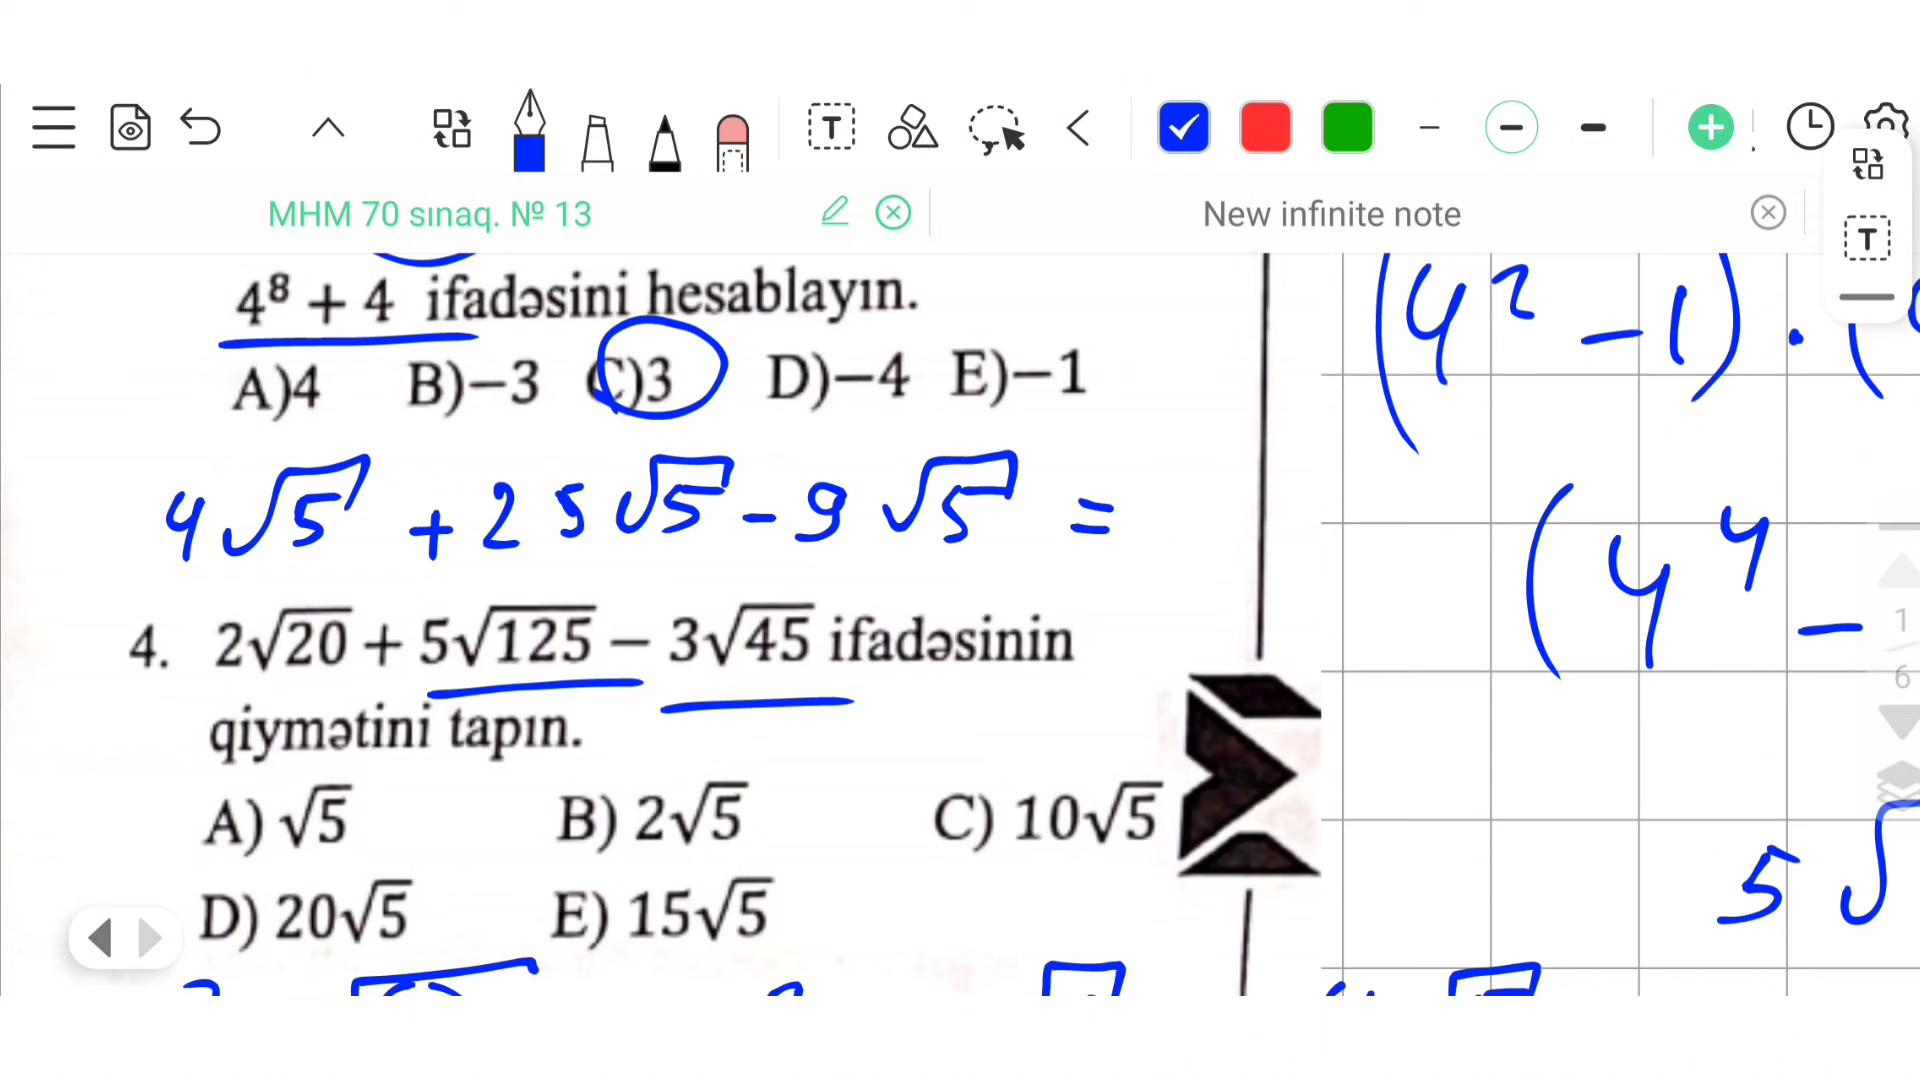 MHM 70 sınaq. № 13
New infinite note
4⁸ + 4 ifadəsini hesablayın.
A)4 B)−3 C)3 D)−4 E)−1
4√5 + 25√5 - 9√5 =
4. 2√20 + 5√125 − 3√45 ifadəsinin
qiymətini tapın.
A) √5 B) 2√5 C) 10√5
D) 20√5 E) 15√5
(4² - 1) · (
(4⁴ -
5√
1
6